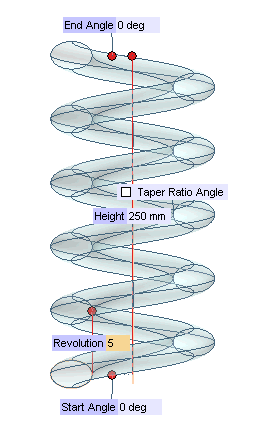 End Angle 0 deg
Taper Ratio Angle
Height 250 mm
Revolution 5
Start Angle 0 deg